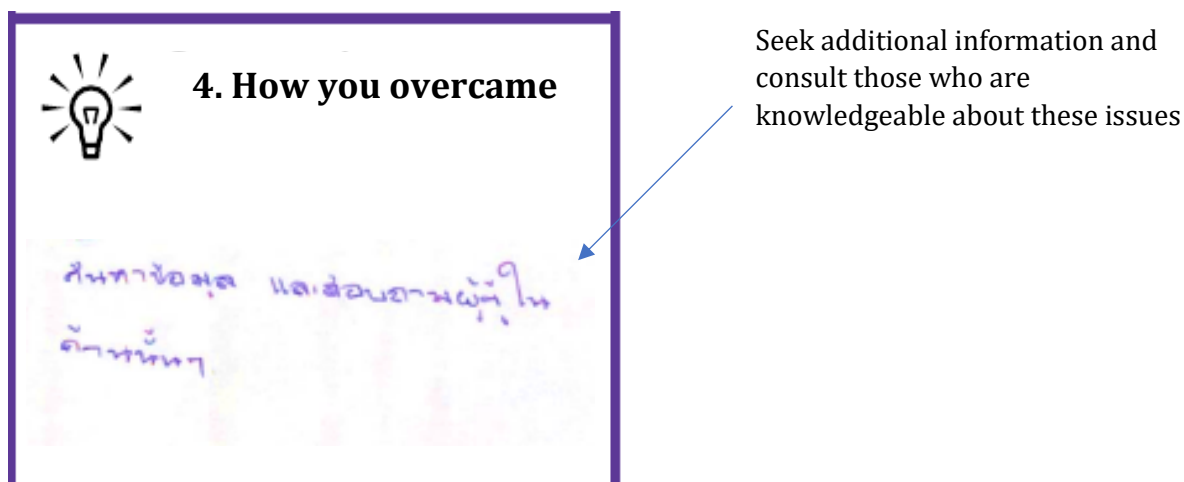 4. How you overcame
Seek additional information and
consult those who are
knowledgeable about these issues
ค้นหาข้อมูล และสอบถามผู้รู้ใน
ด้านนั้นๆ